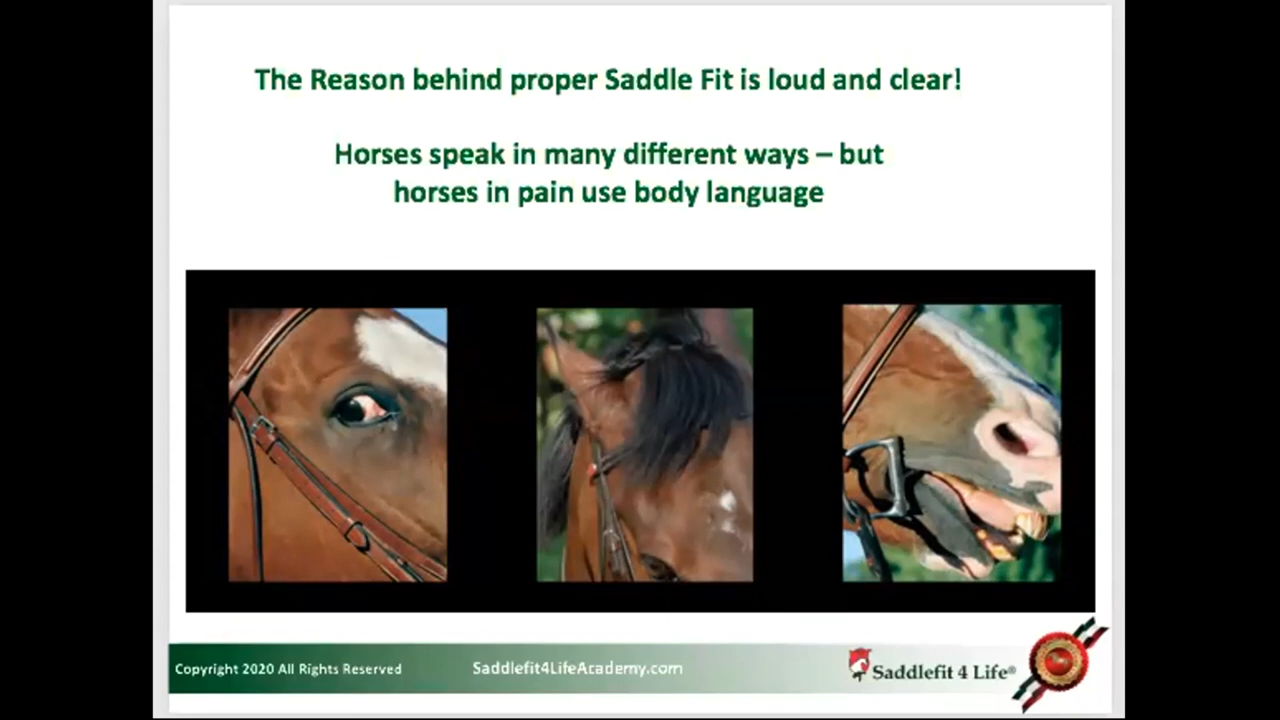 The Reason behind proper Saddle Fit is loud and clear!
Horses speak in many different ways – but
horses in pain use body language
Copyright 2020 All Rights Reserved
Saddlefit4LifeAcademy.com
Saddlefit 4 Life®